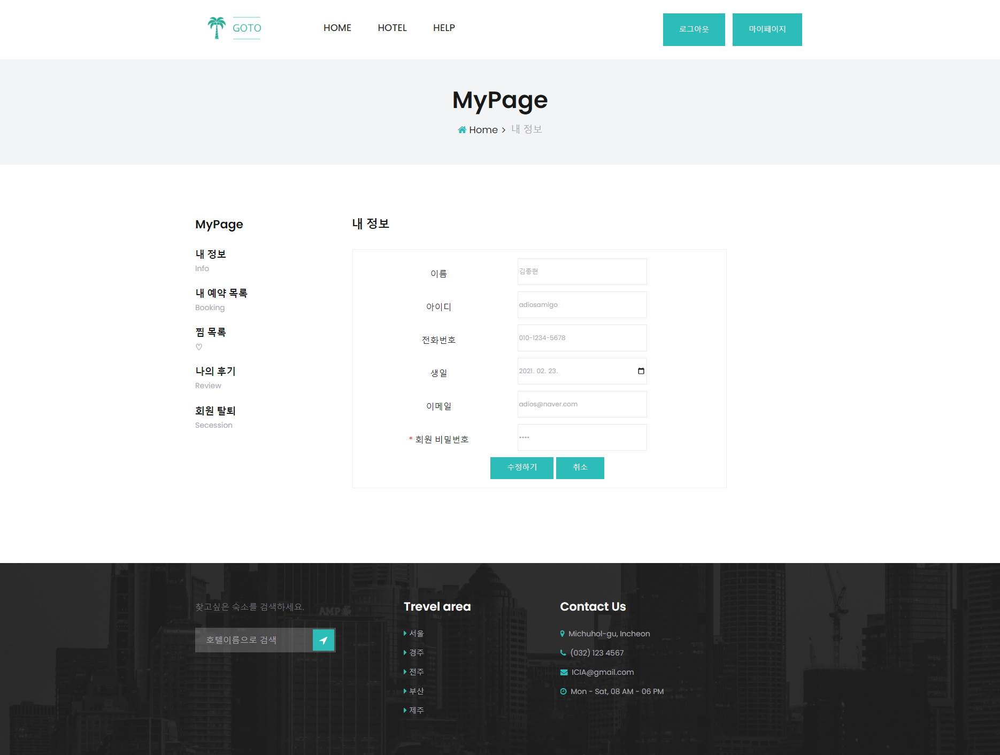 GOTO
HOME HOTEL HELP
로그아웃 마이페이지
MyPage
Home > 내 정보
MyPage
내 정보
Info
내 예약 목록
Booking
찜 목록
♡
나의 후기
Review
회원 탈퇴
Secession
내 정보
이름 김종현
아이디 adiosamigo
전화번호 010-1234-5678
생일 2021. 02. 23.
이메일 adios@naver.com
* 회원 비밀번호 ••••
수정하기 취소
찾고싶은 숙소를 검색하세요.
호텔이름으로 검색
AMP
Trevel area
서울
경주
전주
부산
제주
Contact Us
Michuhol-gu, Incheon
(032) 123 4567
ICIA@gmail.com
Mon - Sat, 08 AM - 06 PM